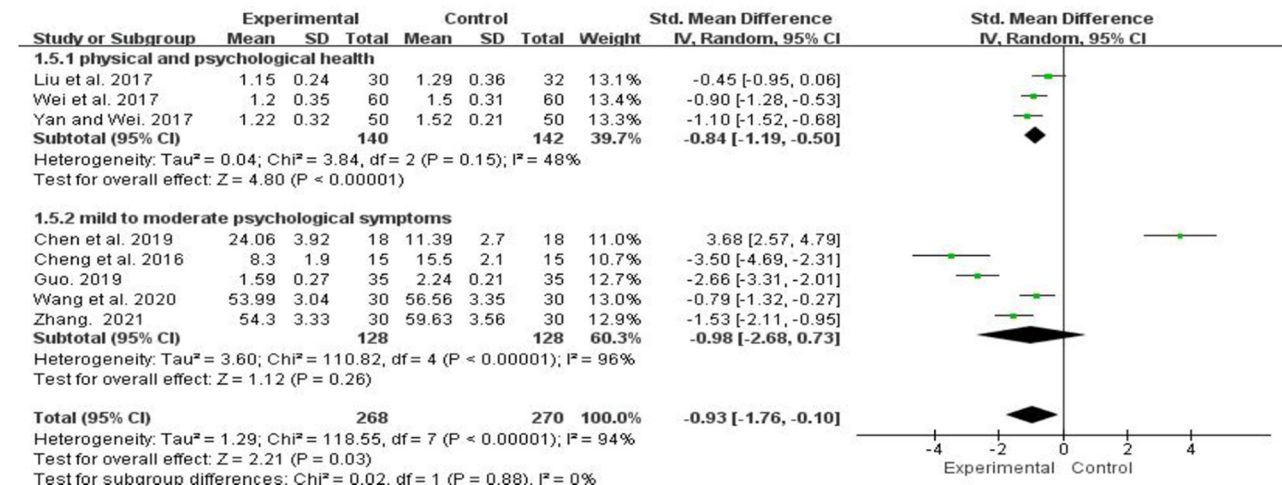 Experimental Control Std. Mean Difference Std. Mean Difference
Study or Subgroup Mean SD Total Mean SD Total Weight IV, Random, 95% CI IV, Random, 95% CI
1.5.1 physical and psychological health
Liu et al. 2017 1.15 0.24 30 1.29 0.36 32 13.1% -0.45 [-0.95, 0.06]
Wei et al. 2017 1.2 0.35 60 1.5 0.31 60 13.4% -0.90 [-1.28, -0.53]
Yan and Wei. 2017 1.22 0.32 50 1.52 0.21 50 13.3% -1.10 [-1.52, -0.68]
Subtotal (95% CI) 140 142 39.7% -0.84 [-1.19, -0.50]
Heterogeneity: Tau² = 0.04; Chi² = 3.84, df = 2 (P = 0.15); I² = 48%
Test for overall effect: Z = 4.80 (P < 0.00001)
1.5.2 mild to moderate psychological symptoms
Chen et al. 2019 24.06 3.92 18 11.39 2.7 18 11.0% 3.68 [2.57, 4.79]
Cheng et al. 2016 8.3 1.9 15 15.5 2.1 15 10.7% -3.50 [-4.69, -2.31]
Guo. 2019 1.59 0.27 35 2.24 0.21 35 12.7% -2.66 [-3.31, -2.01]
Wang et al. 2020 53.99 3.04 30 56.56 3.35 30 13.0% -0.79 [-1.32, -0.27]
Zhang. 2021 54.3 3.33 30 59.63 3.56 30 12.9% -1.53 [-2.11, -0.95]
Subtotal (95% CI) 128 128 60.3% -0.98 [-2.68, 0.73]
Heterogeneity: Tau² = 3.60; Chi² = 110.82, df = 4 (P < 0.00001); I² = 96%
Test for overall effect: Z = 1.12 (P = 0.26)
Total (95% CI) 268 270 100.0% -0.93 [-1.76, -0.10]
Heterogeneity: Tau² = 1.29; Chi² = 118.55, df = 7 (P < 0.00001); I² = 94%
Test for overall effect: Z = 2.21 (P = 0.03)
Test for subgroup differences: Chi² = 0.02, df = 1 (P = 0.88), I² = 0%
-4 -2 0 2 4
Experimental Control